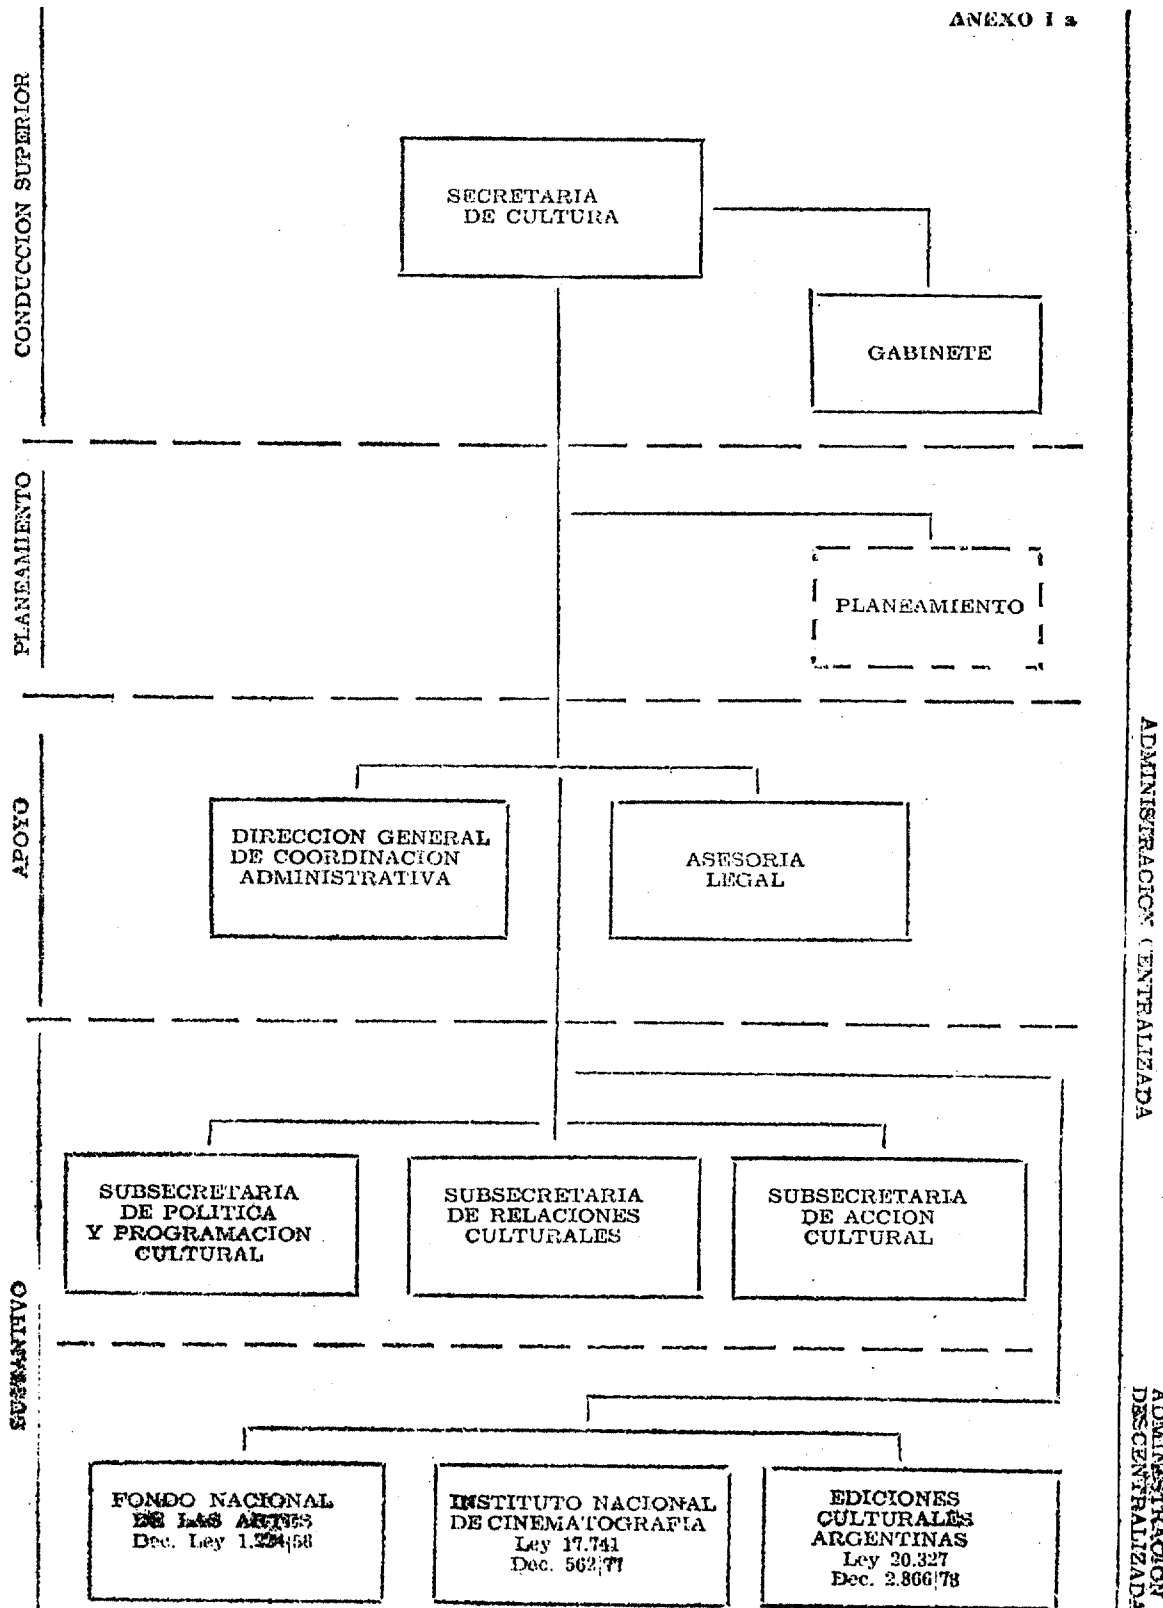 ANEXO I a
CONDUCCION SUPERIOR
SECRETARIA
DE CULTURA
GABINETE
PLANEAMIENTO
PLANEAMIENTO
APOYO
DIRECCION GENERAL
DE COORDINACION
ADMINISTRATIVA
ASESORIA
LEGAL
ADMINISTRACION CENTRALIZADA
SUSTANTIVO
SUBSECRETARIA
DE POLITICA
Y PROGRAMACION
CULTURAL
SUBSECRETARIA
DE RELACIONES
CULTURALES
SUBSECRETARIA
DE ACCION
CULTURAL
ADMINISTRACION
DESCENTRALIZADA
FONDO NACIONAL
DE LAS ARTES
Dec. Ley
INSTITUTO NACIONAL
DE CINEMATOGRAFIA
Ley 17.741
Dec. 562|77
EDICIONES
CULTURALES
ARGENTINAS
Ley 20.327
Dec. 2.866|78